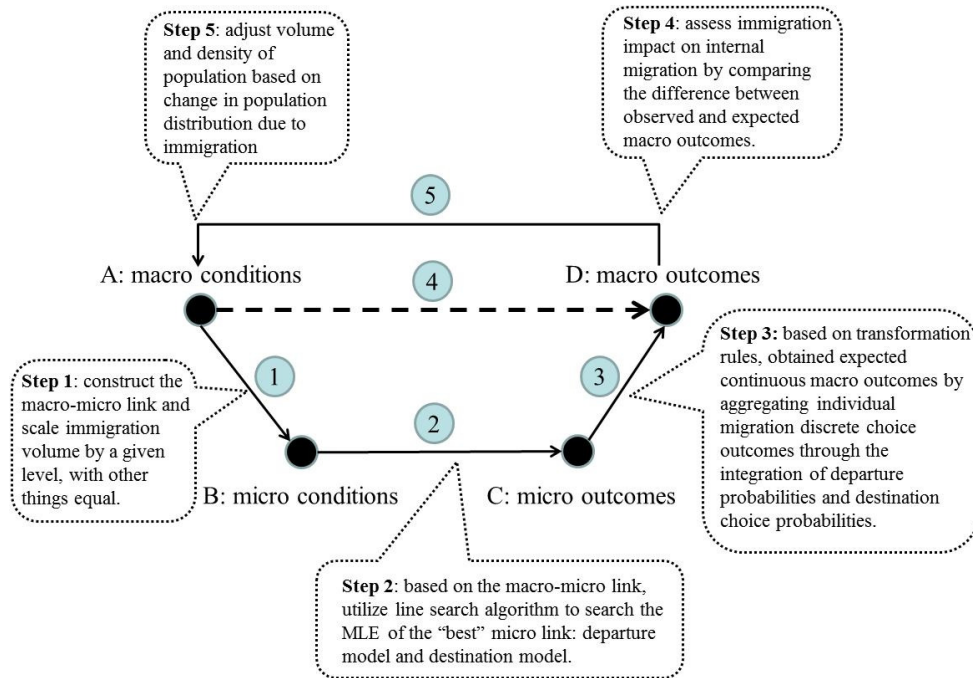 Step 5: adjust volume
and density of
population based on
change in population
distribution due to
immigration
Step 4: assess immigration
impact on internal
migration by comparing
the difference between
observed and expected
macro outcomes.
5
A: macro conditions
D: macro outcomes
4
Step 1: construct the
macro-micro link and
scale immigration
volume by a given
level, with other
things equal.
1
3
Step 3: based on transformation
rules, obtained expected
continuous macro outcomes by
aggregating individual
migration discrete choice
outcomes through the
integration of departure
probabilities and destination
choice probabilities.
2
B: micro conditions
C: micro outcomes
Step 2: based on the macro-micro link,
utilize line search algorithm to search the
MLE of the “best” micro link: departure
model and destination model.